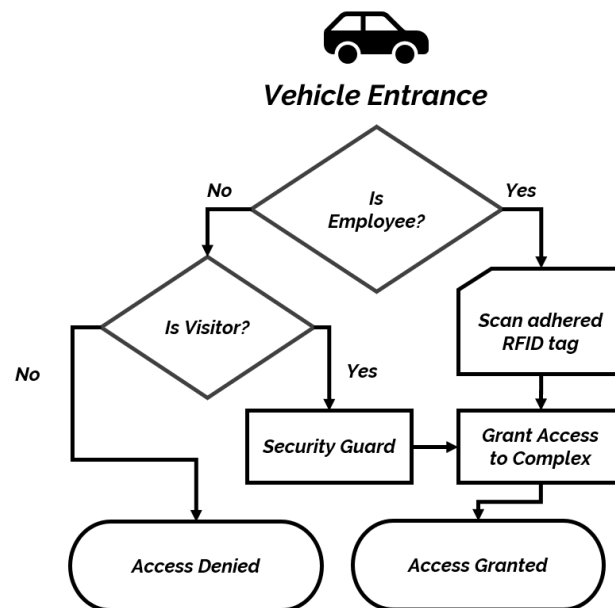 Vehicle Entrance
No
Yes
Is
Employee?
Is Visitor?
Scan adhered
RFID tag
No
Yes
Security Guard
Grant Access
to Complex
Access Denied
Access Granted